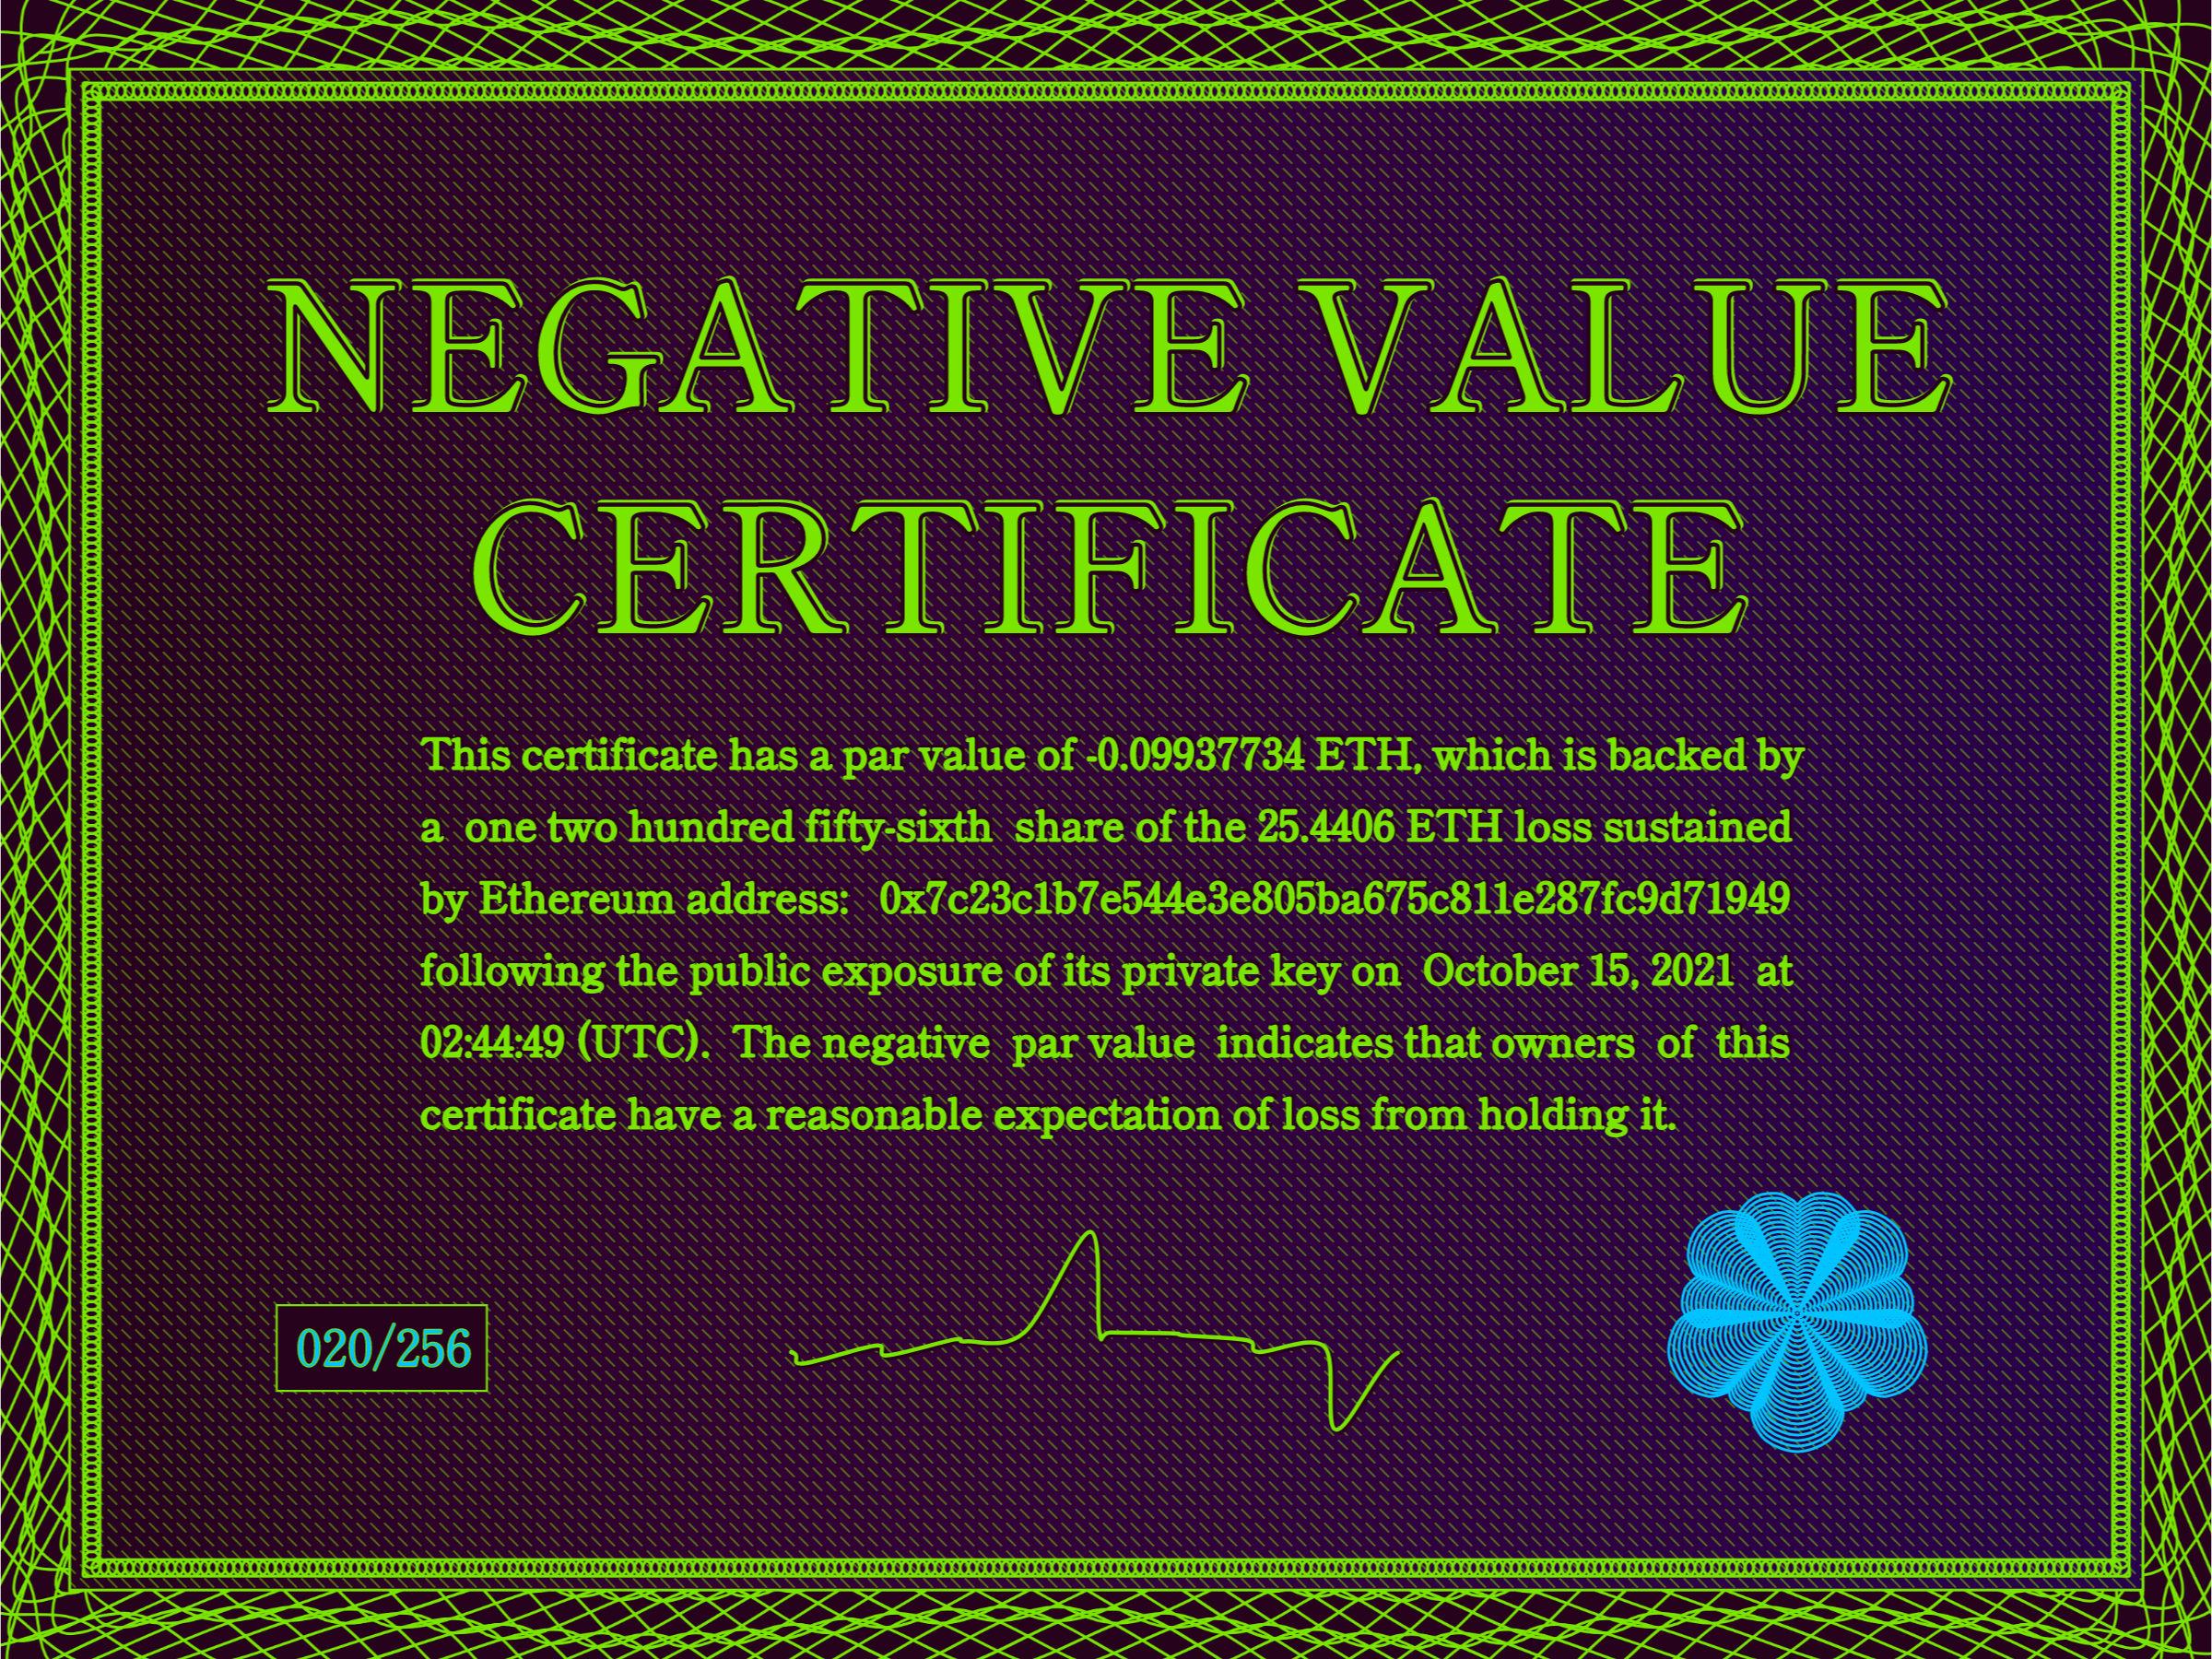 NEGATIVE VALUE
CERTIFICATE
This certificate has a par value of -0.09937734 ETH, which is backed by
a one two hundred fifty-sixth share of the 25.4406 ETH loss sustained
by Ethereum address: 0x7c23c1b7e544e3e805ba675c811e287fc9d71949
following the public exposure of its private key on October 15, 2021 at
02:44:49 (UTC). The negative par value indicates that owners of this
certificate have a reasonable expectation of loss from holding it.
020/256